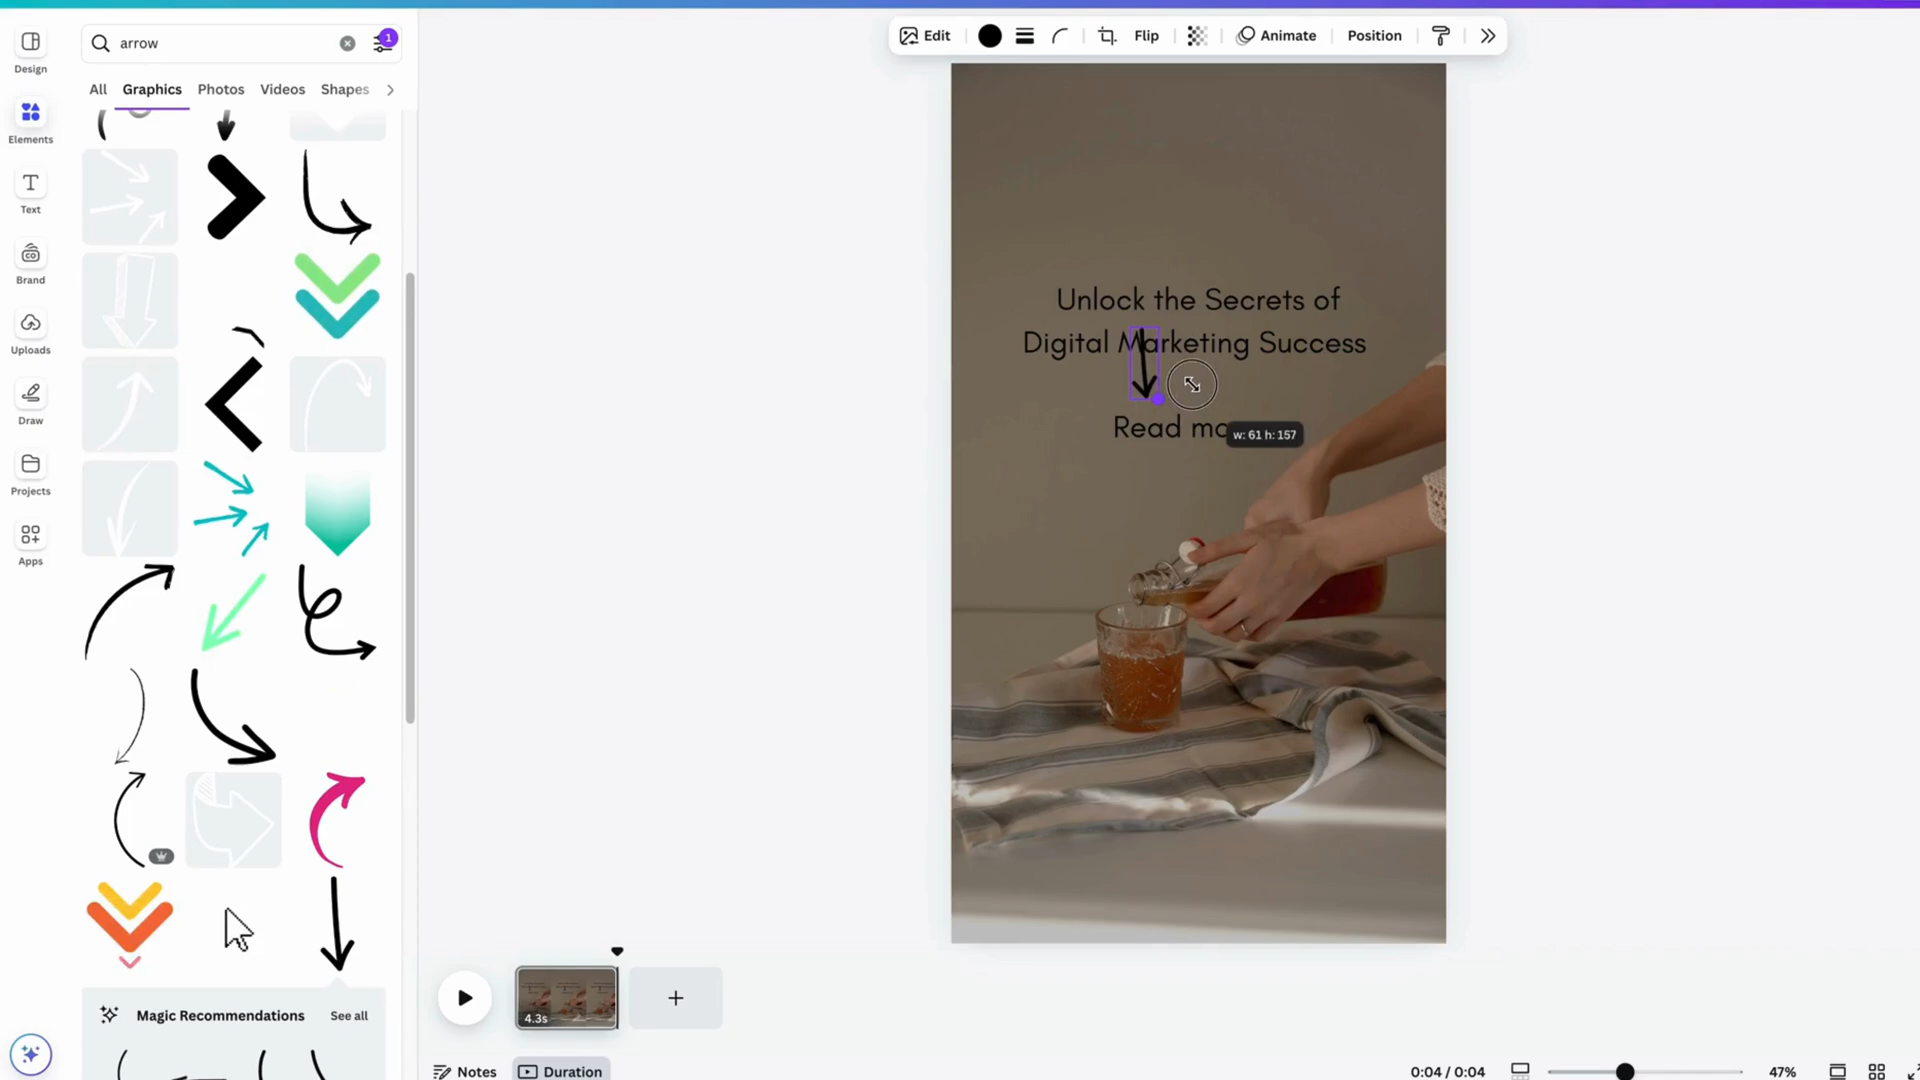 arrow
1
Edit
Flip
Animate
Position
Design
All
Graphics
Photos
Videos
Shapes
Elements
Text
Brand
Uploads
Draw
Projects
Apps
Unlock the Secrets of
Digital Marketing Success
Read mo
w: 61 h: 157
4.3s
Magic Recommendations
See all
Notes
Duration
0:04 / 0:04
47%